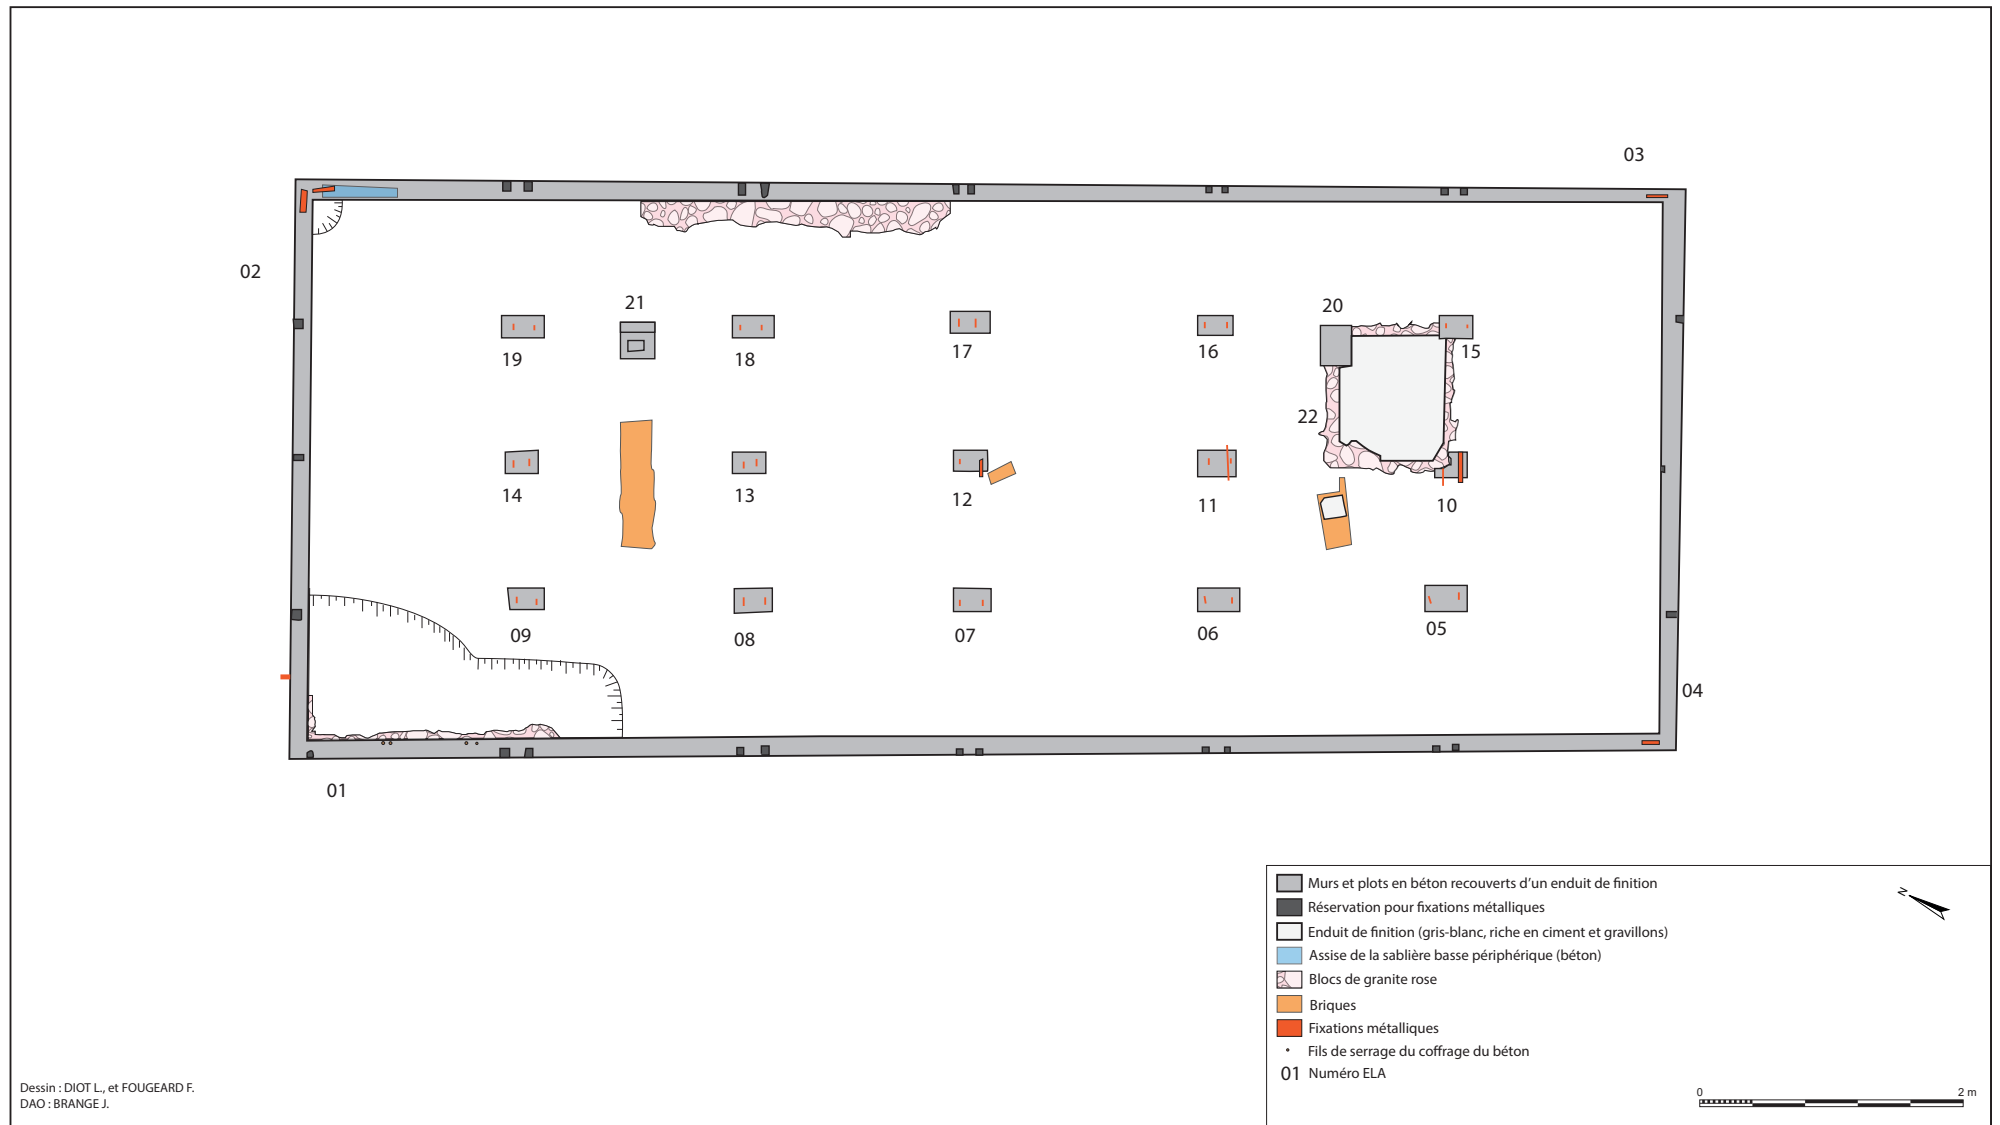 03
02
21
20
19
18
17
16
15
22
14
13
12
11
10
09
08
07
06
05
04
01
Murs et plots en béton recouverts d'un enduit de finition
N
Réservation pour fixations métalliques
Enduit de finition (gris-blanc, riche en ciment et gravillons)
Assise de la sablière basse périphérique (béton)
Blocs de granite rose
Briques
Fixations métalliques
Fils de serrage du coffrage du béton
01 Numéro ELA
0 2 m
Dessin : DIOT L., et FOUGEARD F.
DAO : BRANGE J.